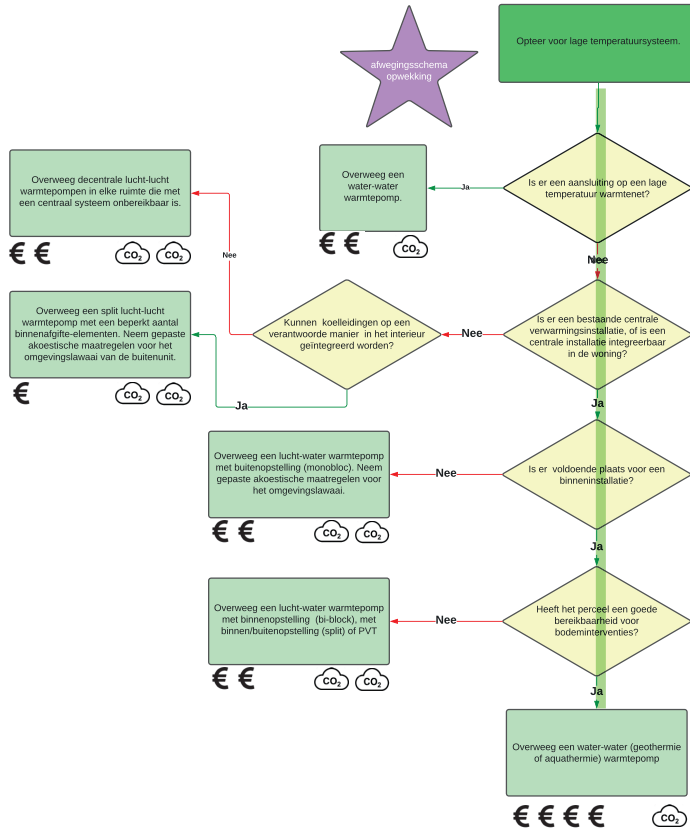 Opteer voor lage temperatuursysteem.
afwegingsschema
opwekking
Is er een aansluiting op een lage
temperatuur warmtenet?
Ja
Overweeg een
water-water
warmtepomp.
€ €
CO2
Nee
Overweeg decentrale lucht-lucht
warmtepompen in elke ruimte die met
een centraal systeem onbereikbaar is.
€ €
CO2 CO2
Nee
Is er een bestaande centrale
verwarmingsinstallatie, of is een
centrale installatie integreerbaar
in de woning?
Nee
Kunnen koelleidingen op een
verantwoorde manier in het interieur
geïntegreerd worden?
Overweeg een split lucht-lucht
warmtepomp met een beperkt aantal
binnenafgifte-elementen. Neem gepaste
akoestische maatregelen voor het
omgevingslawaai van de buitenunit.
€
CO2 CO2
Ja
Ja
Is er voldoende plaats voor een
binneninstallatie?
Nee
Overweeg een lucht-water warmtepomp
met buitenopstelling (monobloc). Neem
gepaste akoestische maatregelen voor
het omgevingslawaai.
€ €
CO2 CO2
Ja
Heeft het perceel een goede
bereikbaarheid voor
bodeminterventies?
Nee
Overweeg een lucht-water warmtepomp
met binnenopstelling (bi-block), met
binnen/buitenopstelling (split) of PVT
€ €
CO2 CO2
Ja
Overweeg een water-water (geothermie
of aquathermie) warmtepomp
€ € € €
CO2